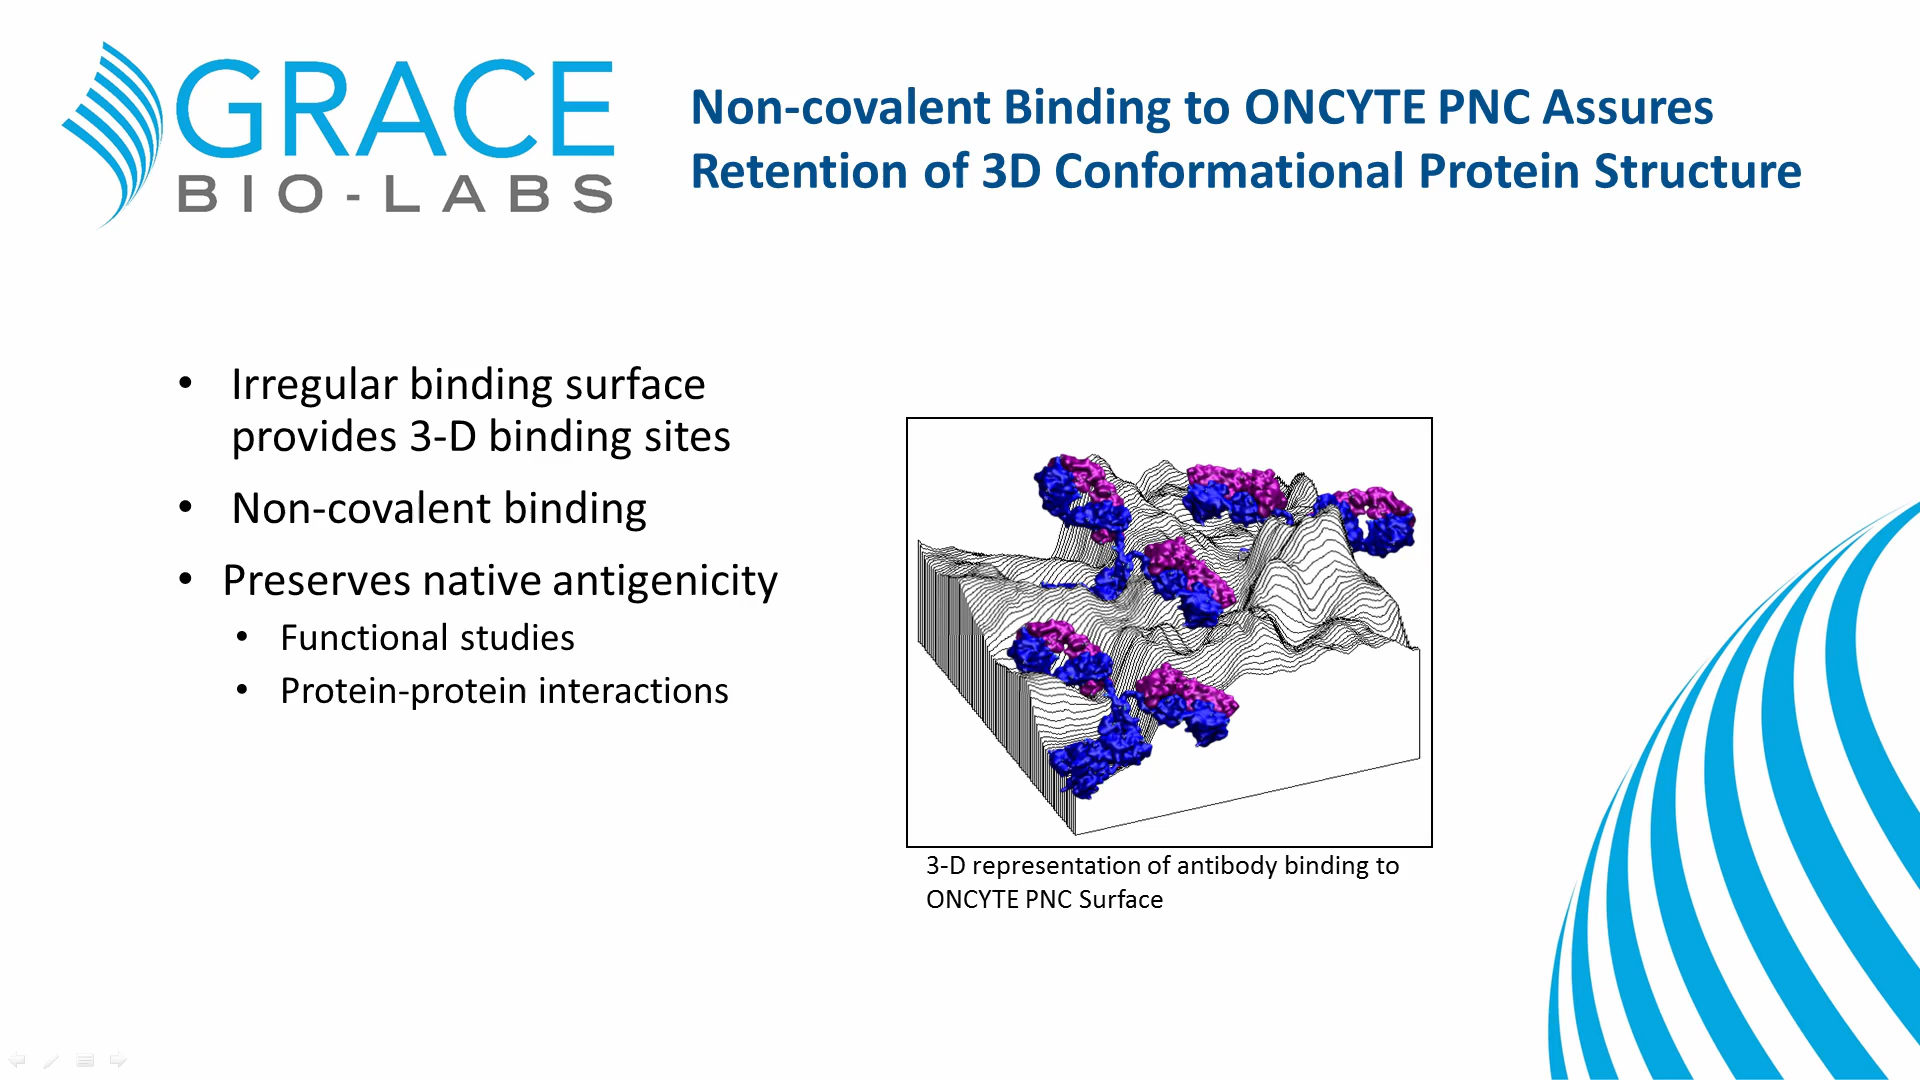 GRACE
BIO-LABS
Non-covalent Binding to ONCYTE PNC Assures
Retention of 3D Conformational Protein Structure
• Irregular binding surface
provides 3-D binding sites
• Non-covalent binding
• Preserves native antigenicity
• Functional studies
• Protein-protein interactions
3-D representation of antibody binding to
ONCYTE PNC Surface